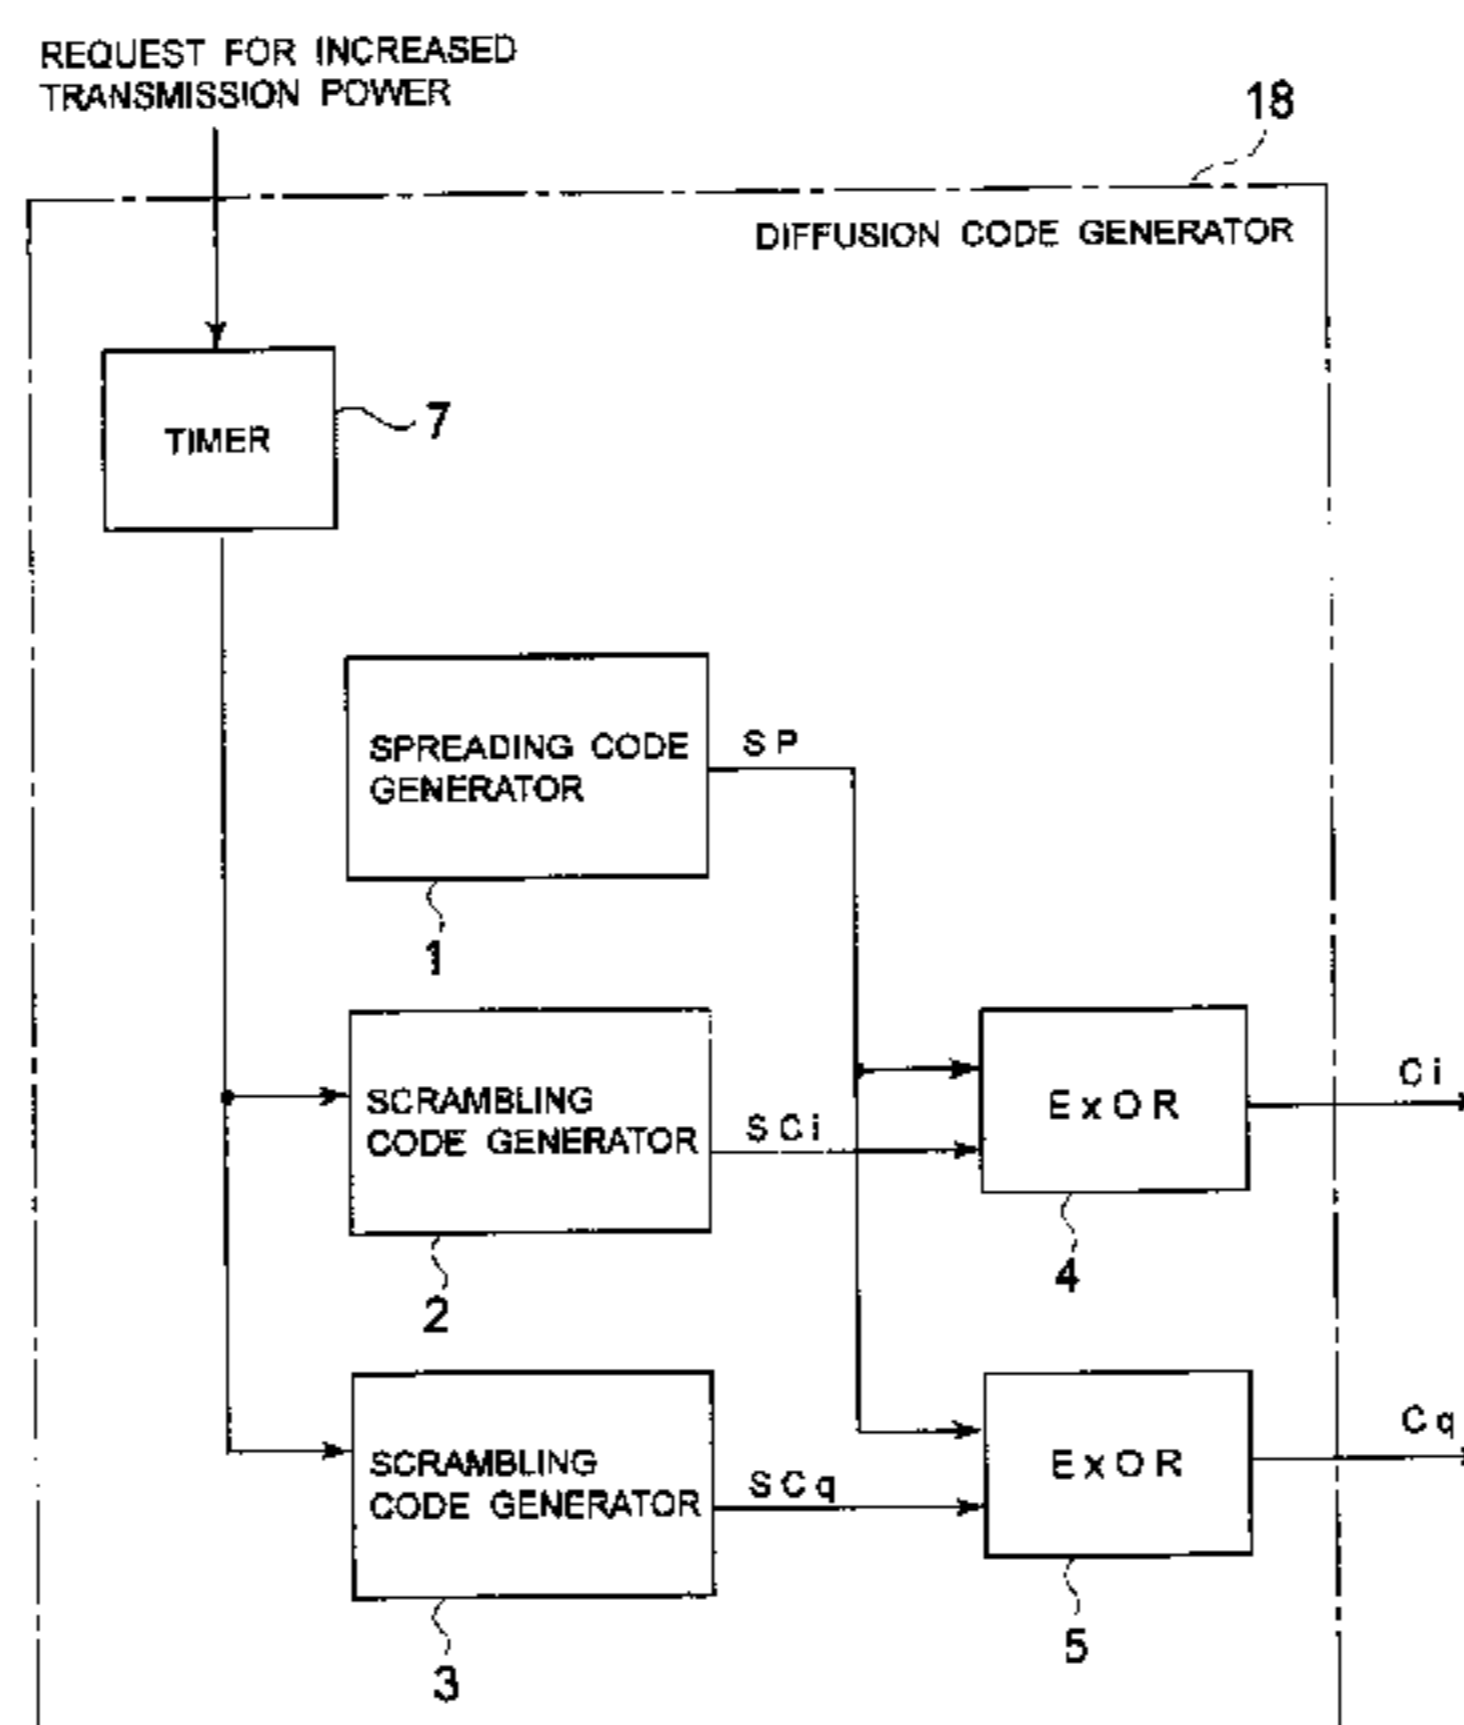 REQUEST FOR INCREASED
TRANSMISSION POWER
18
DIFFUSION CODE GENERATOR
TIMER
7
SPREADING CODE
GENERATOR
SP
1
SCRAMBLING
CODE GENERATOR
SCi
ExOR
Ci
2
4
SCRAMBLING
CODE GENERATOR
SCq
ExOR
Cq
3
5